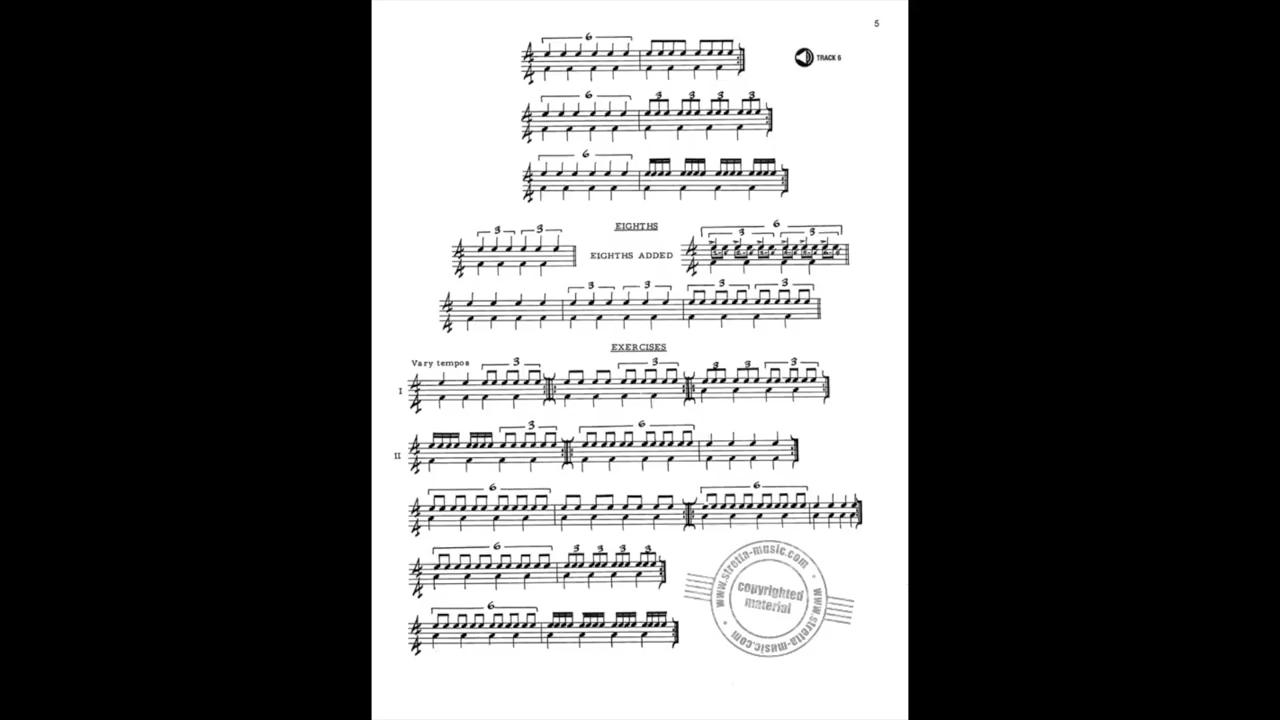 5
6
TRACK 6
6
3 3 3 3
6
EIGHTHS
3 3
EIGHTHS ADDED
6
3 3
3 3
3 3
EXERCISES
Vary tempos
3
3
3 3 3
I
3
6
II
6
6
6
3 3 3 3
6
www.stretta-music.com
copyrighted
material
www.stretta-music.com